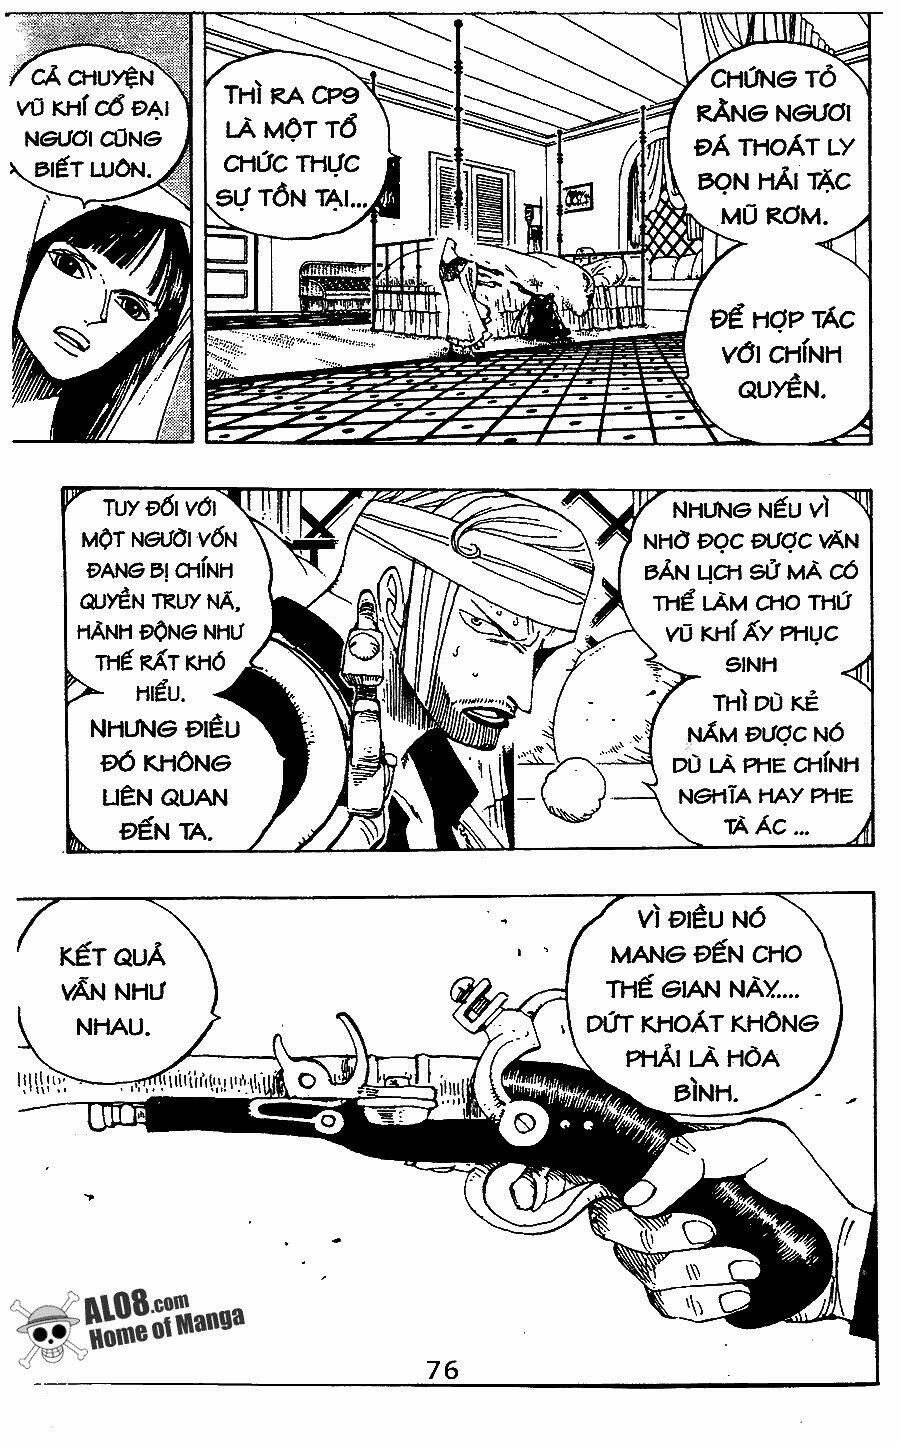 CẢ CHUYỆN
VŨ KHÍ CỔ ĐẠI
NGƯƠI CŨNG
BIẾT LUÔN.
THÌ RA CP9
LÀ MỘT TỔ
CHỨC THỰC
SỰ TỒN TẠI...
CHỨNG TỎ
RẰNG NGƯƠI
ĐÁ THOÁT LY
BỌN HẢI TẶC
MŨ RƠM.
ĐỂ HỢP TÁC
VỚI CHÍNH
QUYỀN.
TUY ĐỐI VỚI
MỘT NGƯỜI VỐN
ĐANG BỊ CHÍNH
QUYỀN TRUY NÃ,
HÀNH ĐỘNG NHƯ
THẾ RẤT KHÓ
HIỂU.
NHƯNG ĐIỀU
ĐÓ KHÔNG
LIÊN QUAN
ĐẾN TA.
NHƯNG NẾU VÌ
NHỜ ĐỌC ĐƯỢC VĂN
BẢN LỊCH SỬ MÀ CÓ
THỂ LÀM CHO THỨ
VŨ KHÍ ẤY PHỤC
SINH
THÌ DÙ KẺ
NẮM ĐƯỢC NÓ
DÙ LÀ PHE CHÍNH
NGHĨA HAY PHE
TÀ ÁC ...
KẾT QUẢ
VẪN NHƯ
NHAU.
VÌ ĐIỀU NÓ
MANG ĐẾN CHO
THẾ GIAN NÀY.....
DỨT KHOÁT KHÔNG
PHẢI LÀ HÒA
BÌNH.
ALO8.com
Home of Manga
76